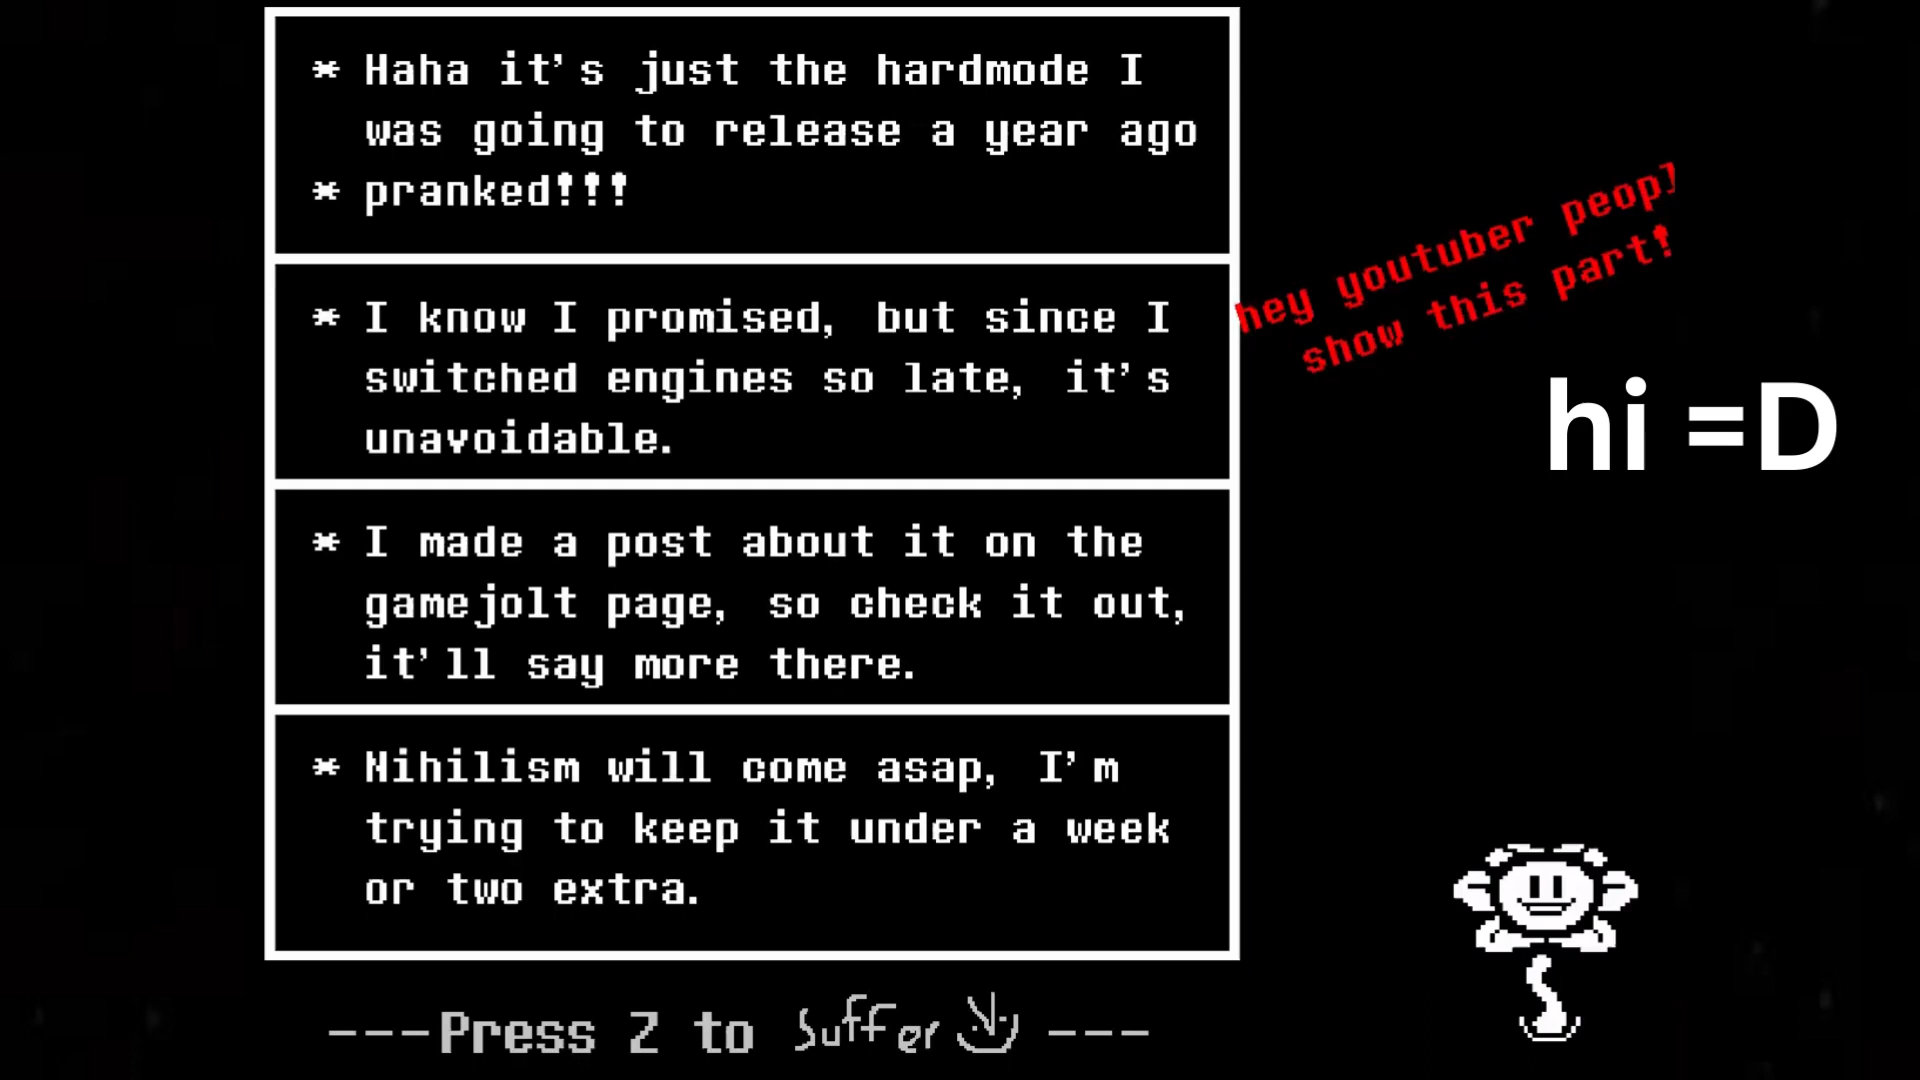 * Haha it's just the hardmode I
was going to release a year ago
* pranked!!!
* I know I promised, but since I
switched engines so late, it's
unavoidable.
* I made a post about it on the
gamejolt page, so check it out,
it'll say more there.
* Nihilism will come asap, I'm
trying to keep it under a week
or two extra.
hey youtuber peopl
show this part!
hi =D
---Press Z to Suffer ---